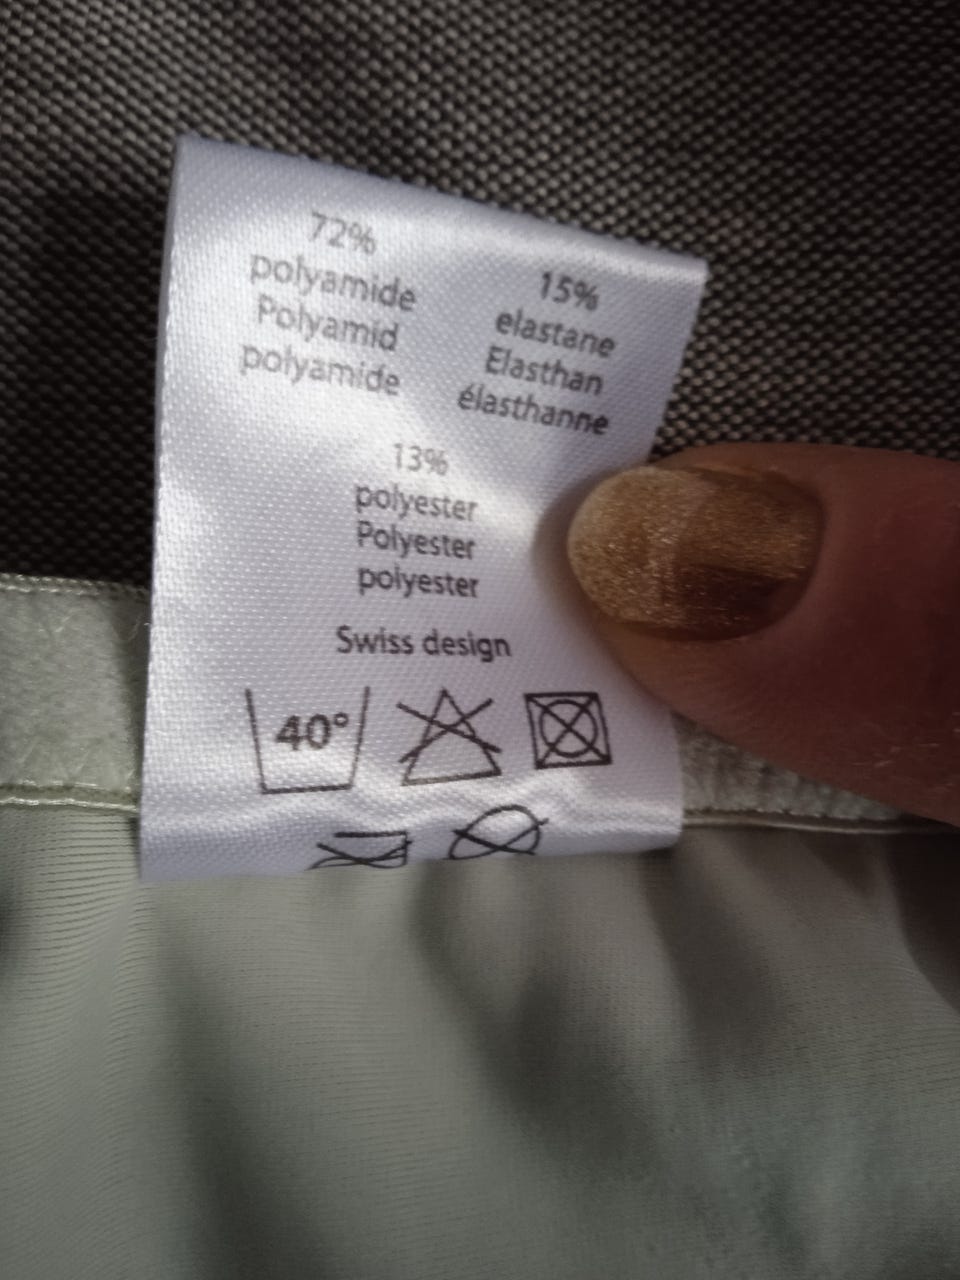 72%
polyamide
Polyamid
polyamide
15%
elastane
Elasthan
élasthanne
13%
polyester
Polyester
polyester
Swiss design
40°